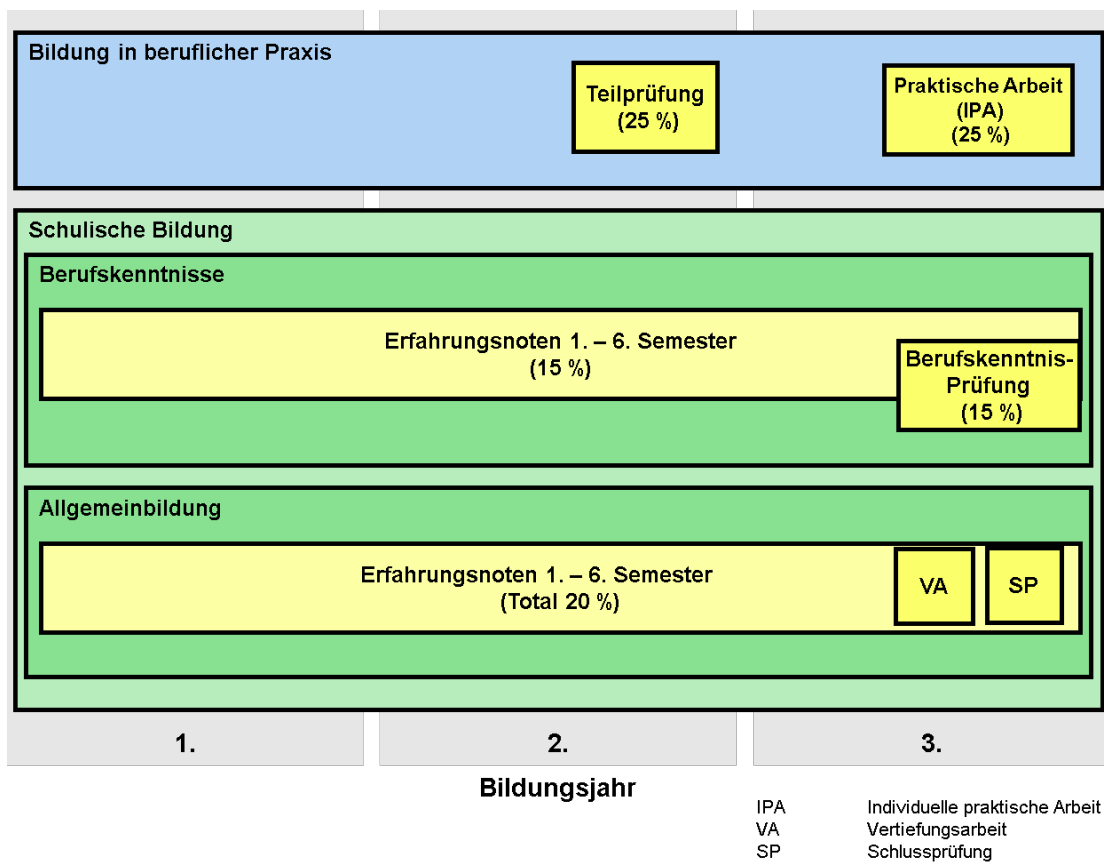 Bildung in beruflicher Praxis
Teilprüfung
(25 %)
Praktische Arbeit
(IPA)
(25 %)
Schulische Bildung
Berufskenntnisse
Erfahrungsnoten 1. – 6. Semester
(15 %)
Berufskenntnis-
Prüfung
(15 %)
Allgemeinbildung
Erfahrungsnoten 1. – 6. Semester
(Total 20 %)
VA
SP
1.
2.
3.
Bildungsjahr
IPA Individuelle praktische Arbeit
VA Vertiefungsarbeit
SP Schlussprüfung